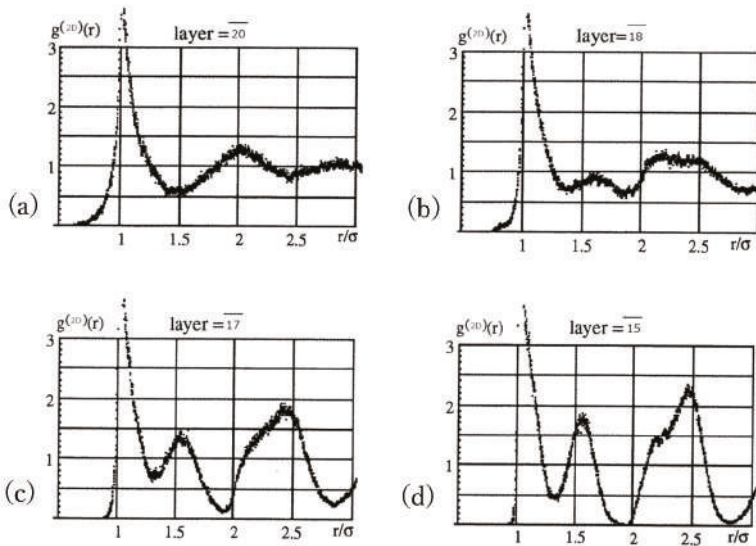 g⁽²ᴰ⁾(r) layer = 20̅
3
2
1
1 1.5 2 2.5 r/σ
(a)
g⁽²ᴰ⁾(r) layer= 18̅
3
2
1
1 1.5 2 2.5 r/σ
(b)
g⁽²ᴰ⁾(r) layer = 17̅
3
2
1
1 1.5 2 2.5 r/σ
(c)
g⁽²ᴰ⁾(r) layer = 15̅
3
2
1
1 1.5 2 2.5 r/σ
(d)